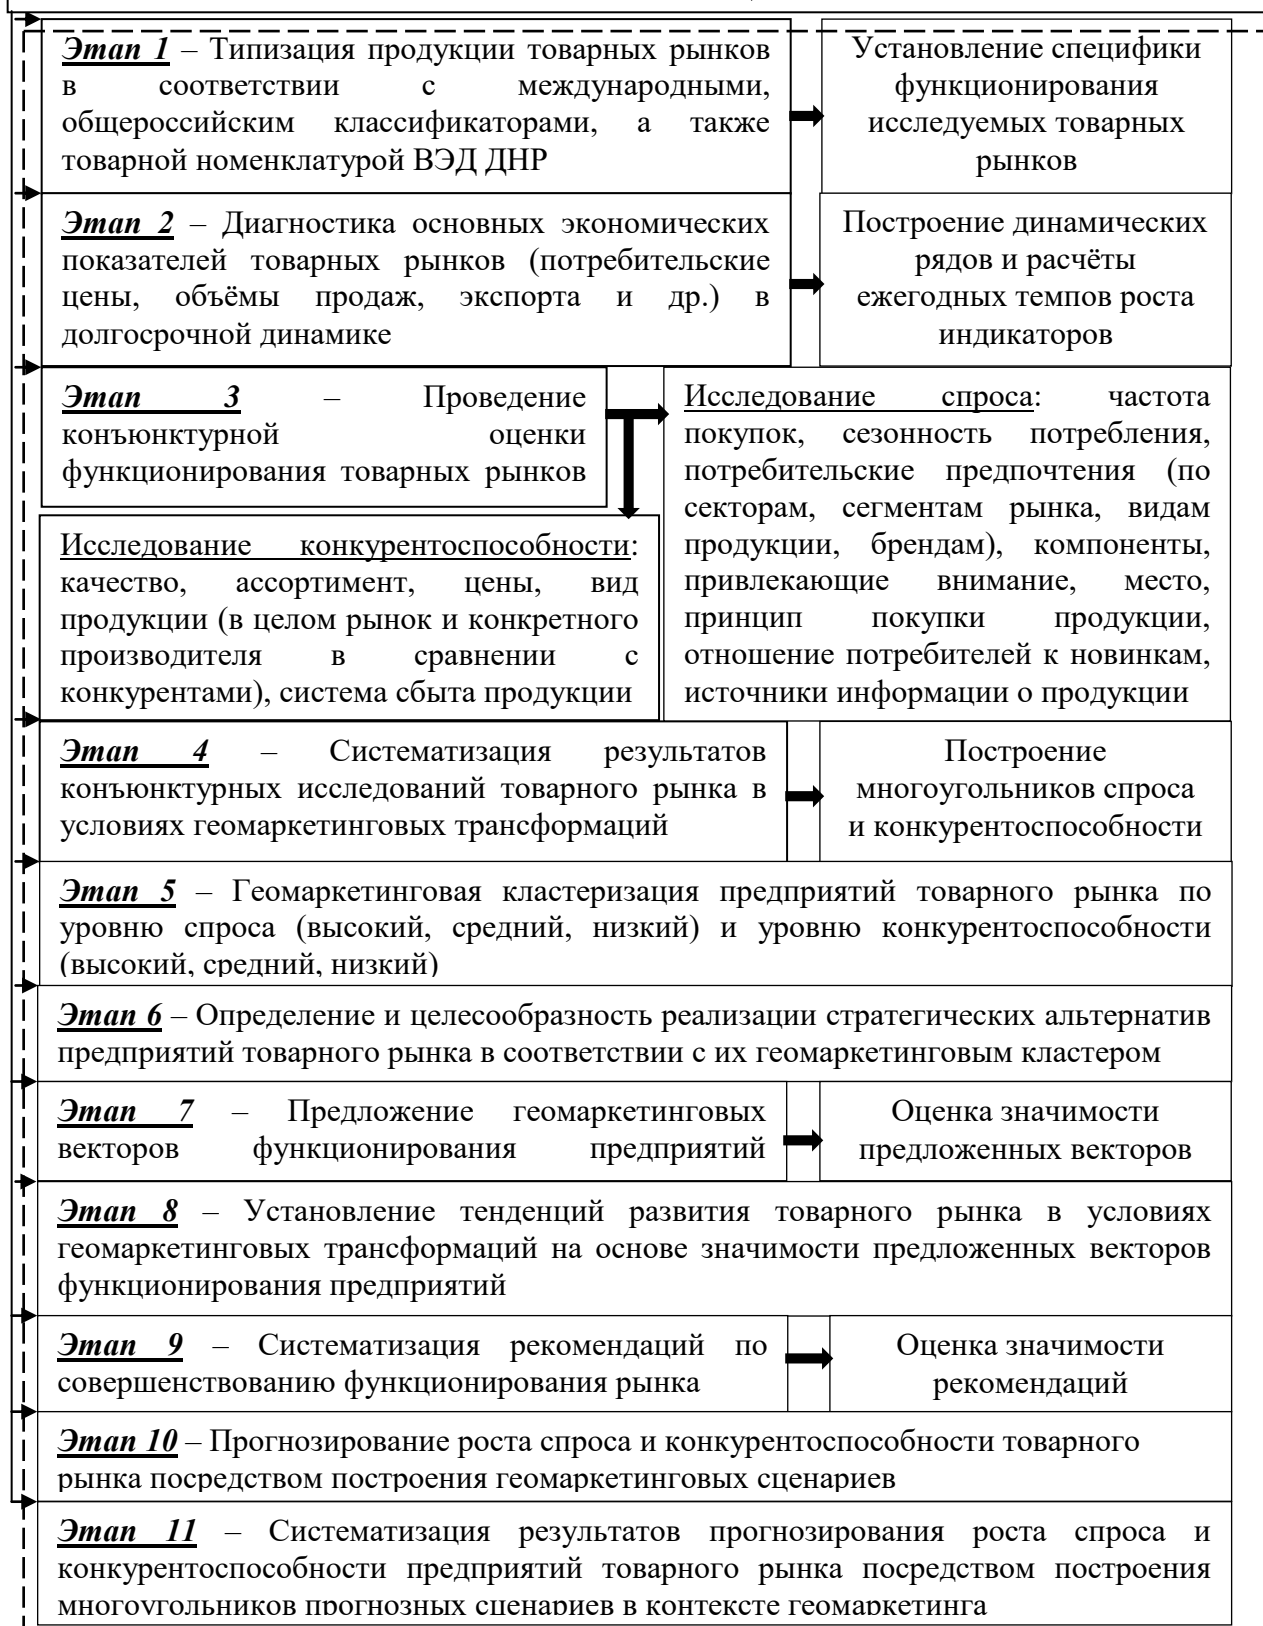 Этап 1 – Типизация продукции товарных рынков
в соответствии с международными,
общероссийским классификаторами, а также
товарной номенклатурой ВЭД ДНР
Установление специфики
функционирования
исследуемых товарных
рынков
Этап 2 – Диагностика основных экономических
показателей товарных рынков (потребительские
цены, объёмы продаж, экспорта и др.) в
долгосрочной динамике
Построение динамических
рядов и расчёты
ежегодных темпов роста
индикаторов
Этап 3 – Проведение
конъюнктурной оценки
функционирования товарных рынков
Исследование спроса: частота
покупок, сезонность потребления,
потребительские предпочтения (по
секторам, сегментам рынка, видам
продукции, брендам), компоненты,
привлекающие внимание, место,
принцип покупки продукции,
отношение потребителей к новинкам,
источники информации о продукции
Исследование конкурентоспособности:
качество, ассортимент, цены, вид
продукции (в целом рынок и конкретного
производителя в сравнении с
конкурентами), система сбыта продукции
Этап 4 – Систематизация результатов
конъюнктурных исследований товарного рынка в
условиях геомаркетинговых трансформаций
Построение
многоугольников спроса
и конкурентоспособности
Этап 5 – Геомаркетинговая кластеризация предприятий товарного рынка по
уровню спроса (высокий, средний, низкий) и уровню конкурентоспособности
(высокий, средний, низкий)
Этап 6 – Определение и целесообразность реализации стратегических альтернатив
предприятий товарного рынка в соответствии с их геомаркетинговым кластером
Этап 7 – Предложение геомаркетинговых
векторов функционирования предприятий
Оценка значимости
предложенных векторов
Этап 8 – Установление тенденций развития товарного рынка в условиях
геомаркетинговых трансформаций на основе значимости предложенных векторов
функционирования предприятий
Этап 9 – Систематизация рекомендаций по
совершенствованию функционирования рынка
Оценка значимости
рекомендаций
Этап 10 – Прогнозирование роста спроса и конкурентоспособности товарного
рынка посредством построения геомаркетинговых сценариев
Этап 11 – Систематизация результатов прогнозирования роста спроса и
конкурентоспособности предприятий товарного рынка посредством построения
многоугольников прогнозных сценариев в контексте геомаркетинга